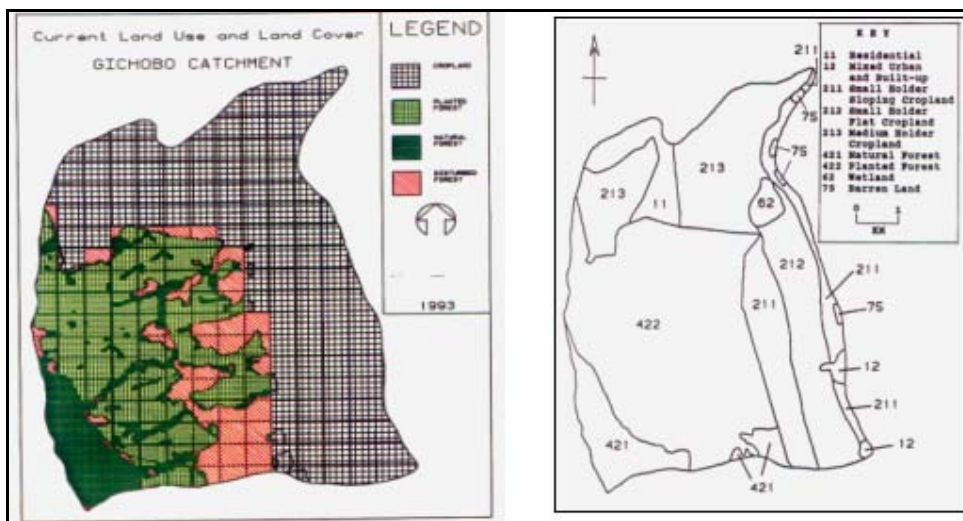 Current Land Use and Land Cover
GICHOBO CATCHMENT
LEGEND
CROPLAND
PLANTED
FOREST
NATURAL
FOREST
DISTURBED
FOREST
1993
KEY
11 Residential
12 Mixed Urban
and Built-up
211 Small Holder
Sloping Cropland
212 Small Holder
Flat Cropland
213 Medium Holder
Cropland
421 Natural Forest
422 Planted Forest
62 Wetland
75 Barren Land
0 1
KM
211
75
75
213
213
11
62
212
211
211
75
422
12
211
421
421
12